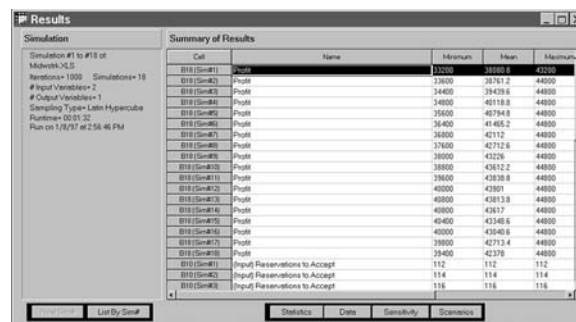 Results
Simulation
Summary of Results
Simulation #1 to #18 of:
Midwstrk.XLS
Iterations= 1000 Simulations= 18
# Input Variables= 2
# Output Variables= 1
Sampling Type= Latin Hypercube
Runtime= 00:01:32
Run on 1/8/97 at 2:56:46 PM
Cell Name Minimum Mean Maximum
B18 (Sim#1) Profit 33200 38080.8 43200
B18 (Sim#2) Profit 33600 38761.2 44000
B18 (Sim#3) Profit 34400 39439.6 44800
B18 (Sim#4) Profit 34800 40118.8 44800
B18 (Sim#5) Profit 35600 40794.8 44800
B18 (Sim#6) Profit 36400 41465.2 44800
B18 (Sim#7) Profit 36800 42112 44800
B18 (Sim#8) Profit 37600 42712.6 44800
B18 (Sim#9) Profit 38000 43226 44800
B18 (Sim#10) Profit 38800 43612.2 44800
B18 (Sim#11) Profit 39600 43838.8 44800
B18 (Sim#12) Profit 40000 43901 44800
B18 (Sim#13) Profit 40800 43813.8 44800
B18 (Sim#14) Profit 40800 43617 44800
B18 (Sim#15) Profit 40400 43348.6 44800
B18 (Sim#16) Profit 40000 43040.6 44800
B18 (Sim#17) Profit 39800 42713.4 44800
B18 (Sim#18) Profit 39400 42378 44800
B10 (Sim#1) (Input) Reservations to Accept 112 112 112
B10 (Sim#2) (Input) Reservations to Accept 114 114 114
B10 (Sim#3) (Input) Reservations to Accept 116 116 116
List By Sim# Statistics Data Sensitivity Scenarios